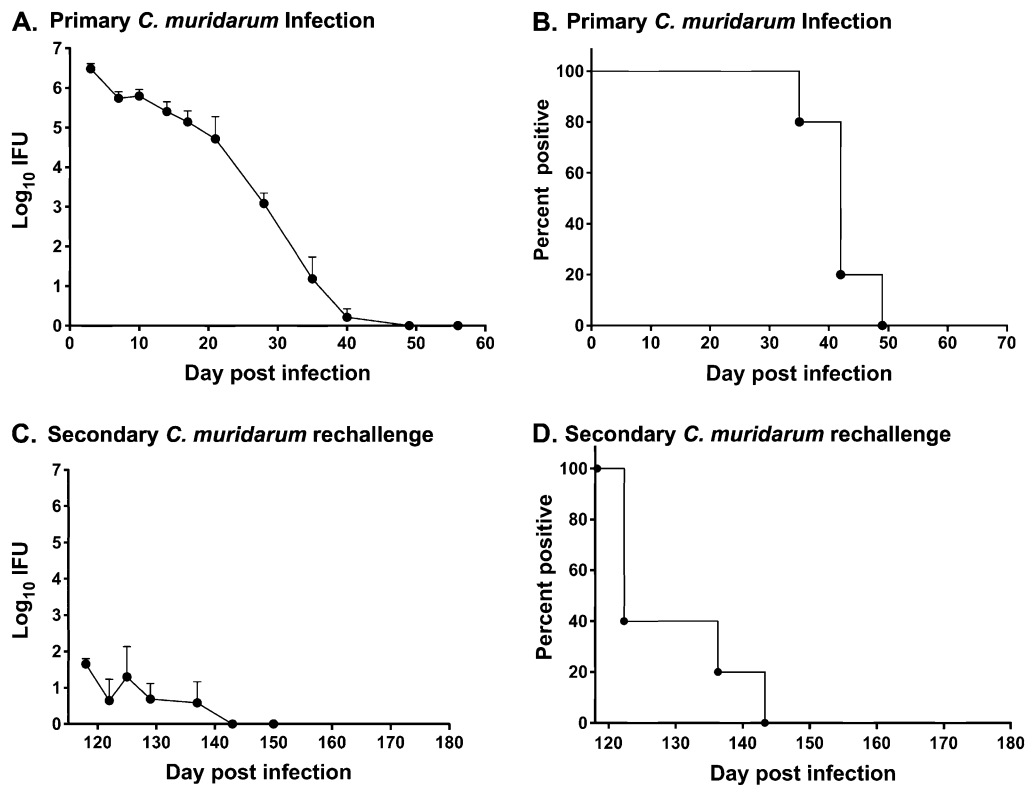 A. Primary C. muridarum Infection
7
6
5
4
3
2
1
0
Log10 IFU
0 10 20 30 40 50 60
Day post infection
B. Primary C. muridarum Infection
100
80
60
40
20
0
Percent positive
0 10 20 30 40 50 60 70
Day post infection
C. Secondary C. muridarum rechallenge
7
6
5
4
3
2
1
0
Log10 IFU
120 130 140 150 160 170 180
Day post infection
D. Secondary C. muridarum rechallenge
100
80
60
40
20
0
Percent positive
120 130 140 150 160 170 180
Day post infection